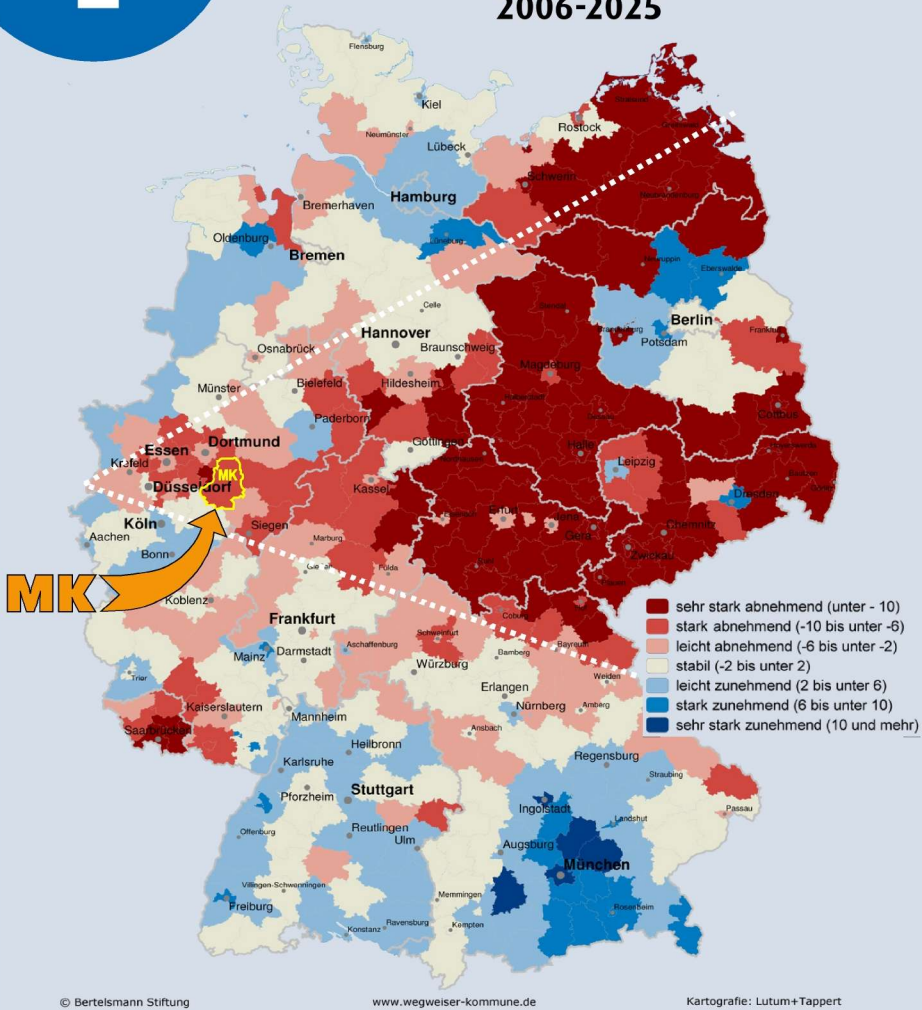 2006-2025
Flensburg
Kiel
Neumünster
Lübeck
Rostock
Schwerin
Hamburg
Bremerhaven
Oldenburg
Lüneburg
Bremen
Neuruppin
Eberswalde
Celle
Berlin
Hannover
Potsdam
Braunschweig
Osnabrück
Magdeburg
Münster
Bielefeld
Hildesheim
Paderborn
Cottbus
Essen
Dortmund
Göttingen
Halle
Leipzig
Krefeld
MK
Düsseldorf
Kassel
Dresden
Erfurt
Jena
Gera
Köln
Siegen
Chemnitz
Aachen
Marburg
Zwickau
Bonn
Fulda
MK
Koblenz
Frankfurt
Coburg
Schweinfurt
Bayreuth
Mainz
Darmstadt
Aschaffenburg
Bamberg
Würzburg
Trier
Weiden
Erlangen
Kaiserslautern
Nürnberg
Amberg
Saarbrücken
Mannheim
Ansbach
Heilbronn
Regensburg
Karlsruhe
Straubing
Pforzheim
Stuttgart
Ingolstadt
Passau
Landshut
Offenburg
Reutlingen
Ulm
Augsburg
München
Villingen-Schwenningen
Memmingen
Freiburg
Rosenheim
Konstanz
Ravensburg
Kempten
sehr stark abnehmend (unter - 10)
stark abnehmend (-10 bis unter -6)
leicht abnehmend (-6 bis unter -2)
stabil (-2 bis unter 2)
leicht zunehmend (2 bis unter 6)
stark zunehmend (6 bis unter 10)
sehr stark zunehmend (10 und mehr)
© Bertelsmann Stiftung
www.wegweiser-kommune.de
Kartografie: Lutum+Tappert